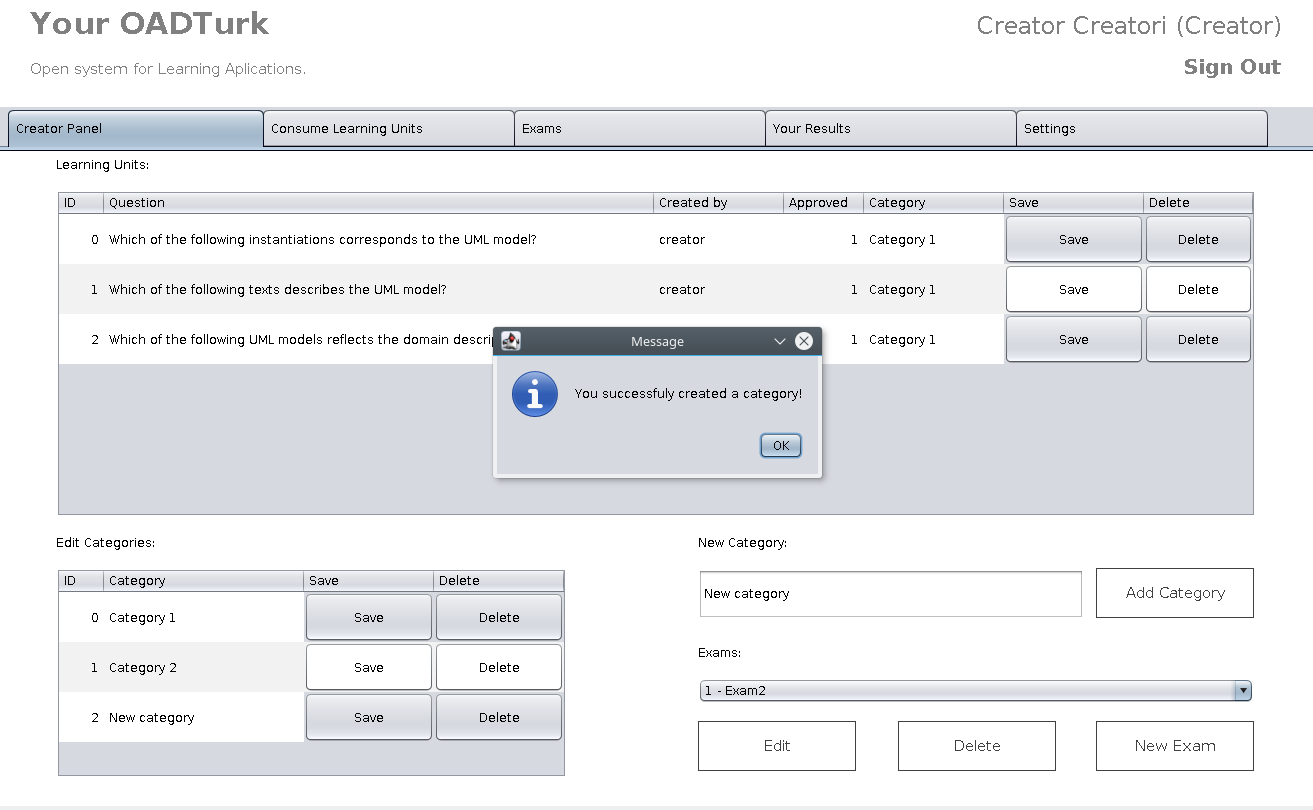 Your OADTurk
Creator Creatori (Creator)
Open system for Learning Aplications.
Sign Out
Creator Panel
Consume Learning Units
Exams
Your Results
Settings
Learning Units:
ID Question Created by Approved Category Save Delete
0 Which of the following instantiations corresponds to the UML model? creator 1 Category 1 Save Delete
1 Which of the following texts describes the UML model? creator 1 Category 1 Save Delete
2 Which of the following UML models reflects the domain 1 Category 1 Save Delete
Message
You successfuly created a category!
OK
Edit Categories:
ID Category Save Delete
0 Category 1 Save Delete
1 Category 2 Save Delete
2 New category Save Delete
New Category:
New category
Add Category
Exams:
1 - Exam2
Edit
Delete
New Exam